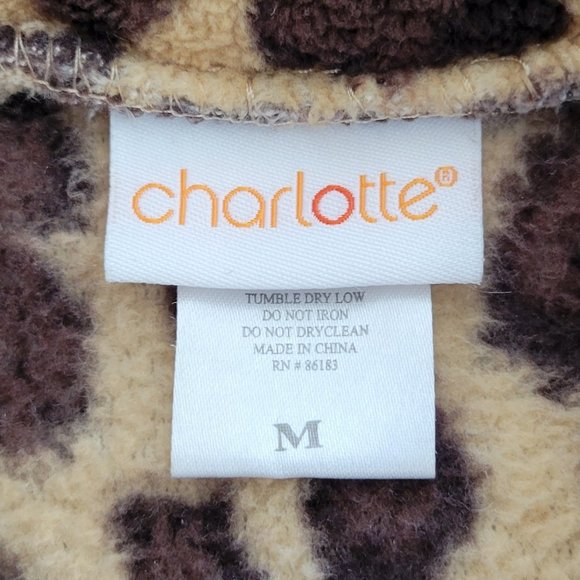 charlotte®
TUMBLE DRY LOW
DO NOT IRON
DO NOT DRYCLEAN
MADE IN CHINA
RN # 86183
M